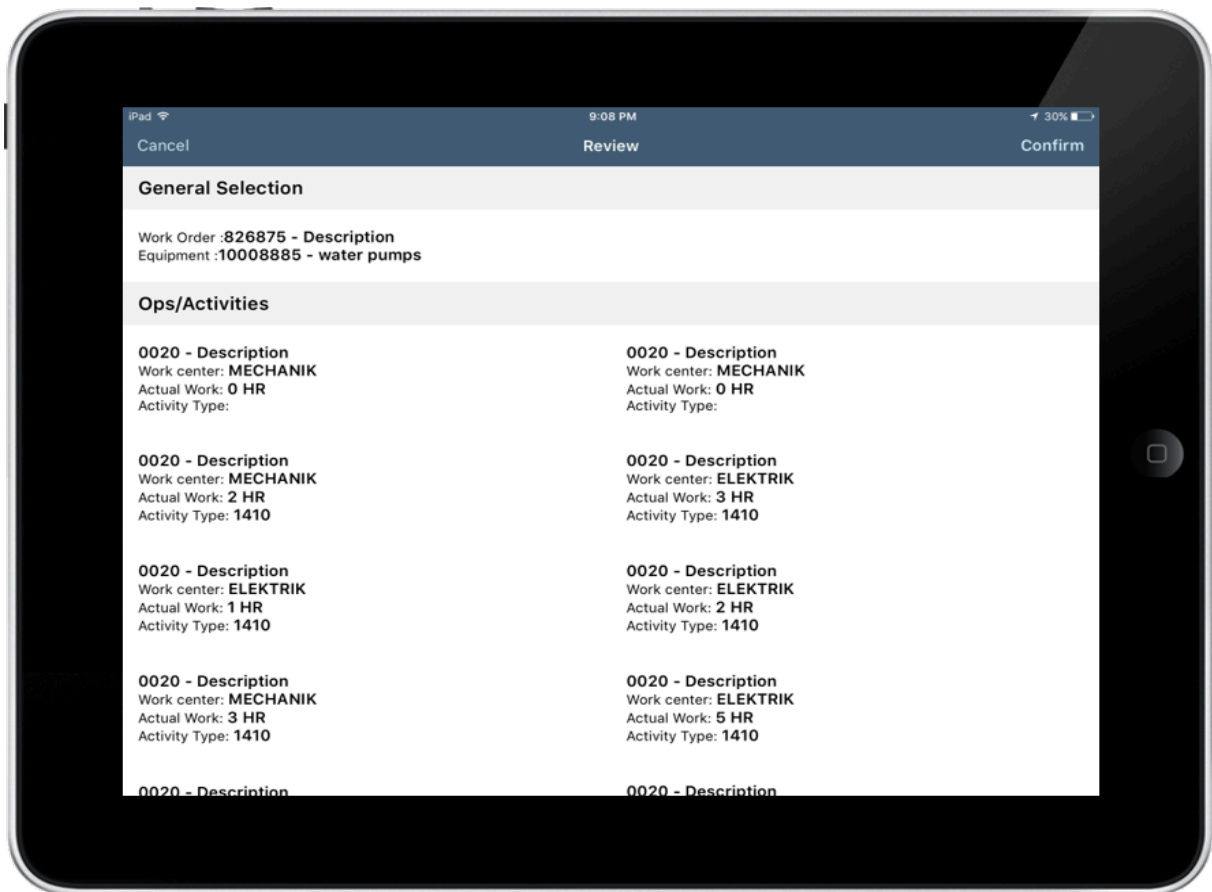 iPad
9:08 PM
30%
Cancel
Review
Confirm
General Selection
Work Order :826875 - Description
Equipment :10008885 - water pumps
Ops/Activities
0020 - Description
Work center: MECHANIK
Actual Work: 0 HR
Activity Type:
0020 - Description
Work center: MECHANIK
Actual Work: 0 HR
Activity Type:
0020 - Description
Work center: MECHANIK
Actual Work: 2 HR
Activity Type: 1410
0020 - Description
Work center: ELEKTRIK
Actual Work: 3 HR
Activity Type: 1410
0020 - Description
Work center: ELEKTRIK
Actual Work: 1 HR
Activity Type: 1410
0020 - Description
Work center: ELEKTRIK
Actual Work: 2 HR
Activity Type: 1410
0020 - Description
Work center: MECHANIK
Actual Work: 3 HR
Activity Type: 1410
0020 - Description
Work center: ELEKTRIK
Actual Work: 5 HR
Activity Type: 1410
0020 - Description
0020 - Description